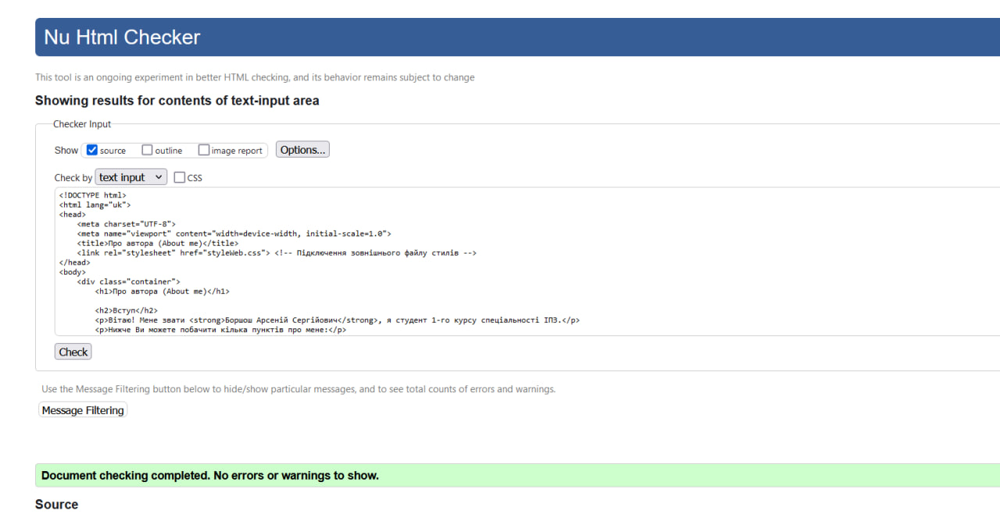 Nu Html Checker
This tool is an ongoing experiment in better HTML checking, and its behavior remains subject to change
Showing results for contents of text-input area
Checker Input
Show source outline image report Options...
Check by text input CSS
<!DOCTYPE html>
<html lang="uk">
<head>
    <meta charset="UTF-8">
    <meta name="viewport" content="width=device-width, initial-scale=1.0">
    <title>Про автора (About me)</title>
    <link rel="stylesheet" href="styleWeb.css"> <!-- Підключення зовнішнього файлу стилів -->
</head>
<body>
    <div class="container">
        <h1>Про автора (About me)</h1>
        <h2>Вступ</h2>
        <p>Вітаю! Мене звати <strong>Боршош Арсеній Сергійович</strong>, я студент 1-го курсу спеціальності ІПЗ.</p>
        <p>Нижче Ви можете побачити кілька пунктів про мене:</p>
Check
Use the Message Filtering button below to hide/show particular messages, and to see total counts of errors and warnings.
Message Filtering
Document checking completed. No errors or warnings to show.
Source